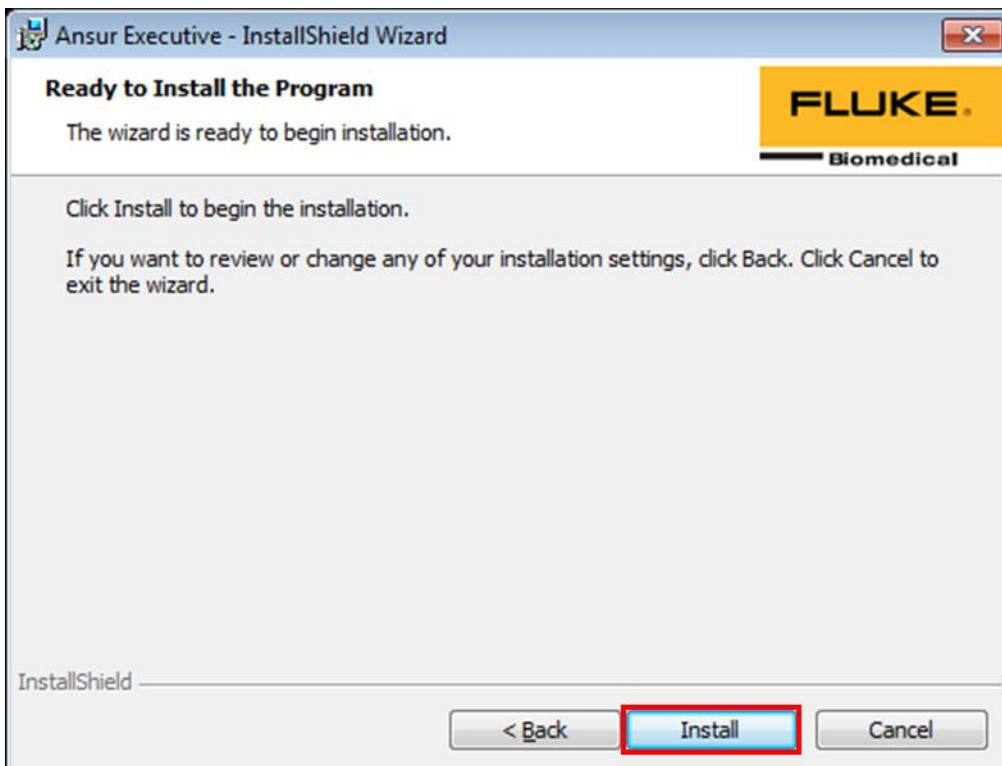 Ansur Executive - InstallShield Wizard
Ready to Install the Program
The wizard is ready to begin installation.
FLUKE®
Biomedical
Click Install to begin the installation.
If you want to review or change any of your installation settings, click Back. Click Cancel to
exit the wizard.
InstallShield
< Back
Install
Cancel